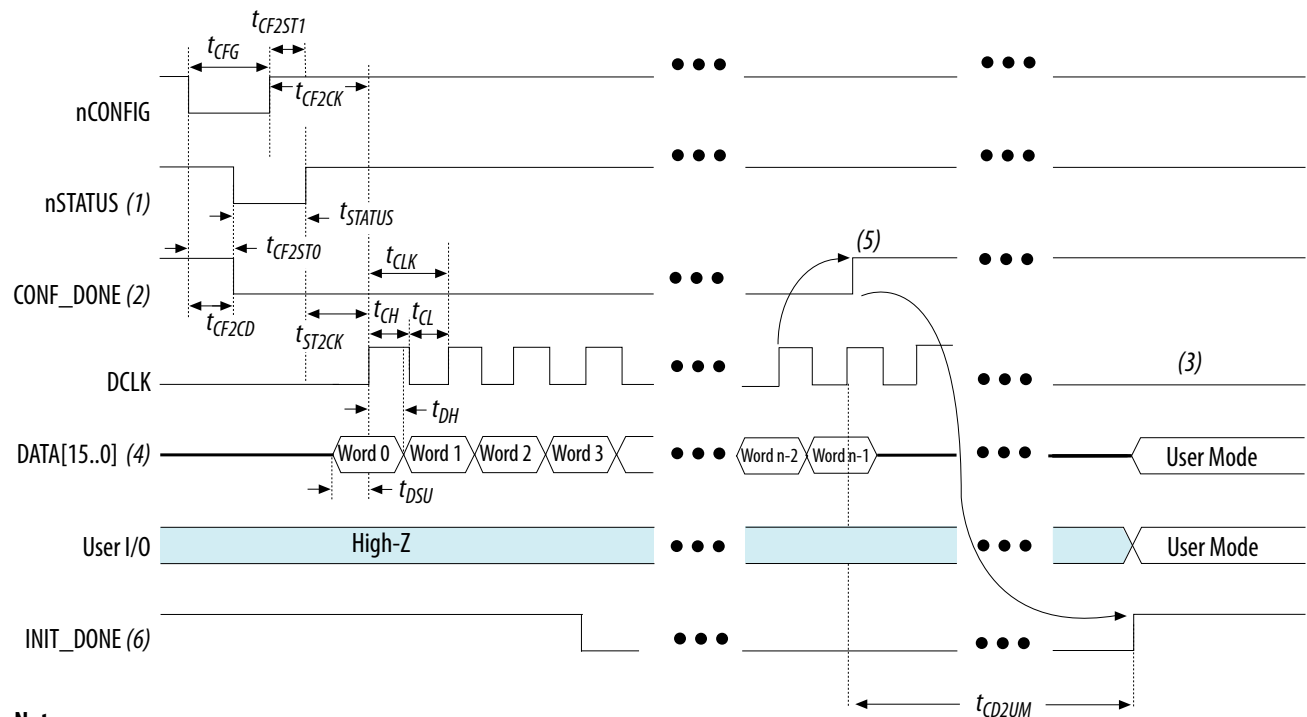 tCF2ST1
tCFG
tCF2CK
nCONFIG
nSTATUS (1)
tSTATUS
tCF2ST0
tCLK
(5)
CONF_DONE (2)
tCF2CD
tST2CK
tCH
tCL
DCLK
(3)
tDH
DATA[15..0] (4)
Word 0 Word 1 Word 2 Word 3 Word n-2 Word n-1 User Mode
tDSU
User I/O
High-Z
User Mode
INIT_DONE (6)
tCD2UM